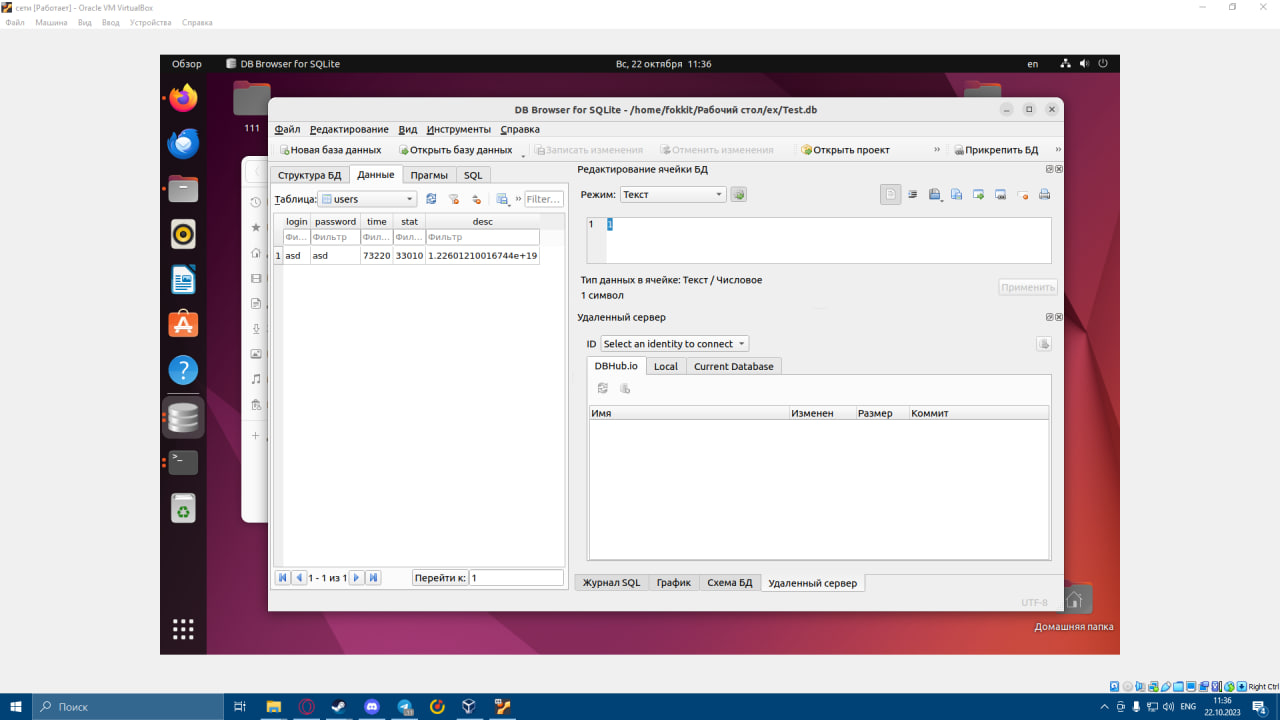 сети [Работает] - Oracle VM VirtualBox
Файл Машина Вид Ввод Устройства Справка
Обзор DB Browser for SQLite Вс, 22 октября 11:36 en
111
DB Browser for SQLite - /home/fokkit/Рабочий стол/ex/Test.db
Файл Редактирование Вид Инструменты Справка
Новая база данных Открыть базу данных Записать изменения Отменить изменения Открыть проект » Прикрепить БД »
Структура БД Данные Прагмы SQL
Таблица: users » Filter...
login password time stat desc
Фи... Фильтр Фил... Фил... Фильтр
1 asd asd 73220 33010 1.22601210016744e+19
1 - 1 из 1 Перейти к: 1
Редактирование ячейки БД
Режим: Текст
1 1
Тип данных в ячейке: Текст / Числовое
1 символ
Применить
Удаленный сервер
ID Select an identity to connect
DBHub.io Local Current Database
Имя Изменен Размер Коммит
Журнал SQL График Схема БД Удаленный сервер
UTF-8
Домашняя папка
Right Ctrl
Поиск
ENG
11:36
22.10.2023
4